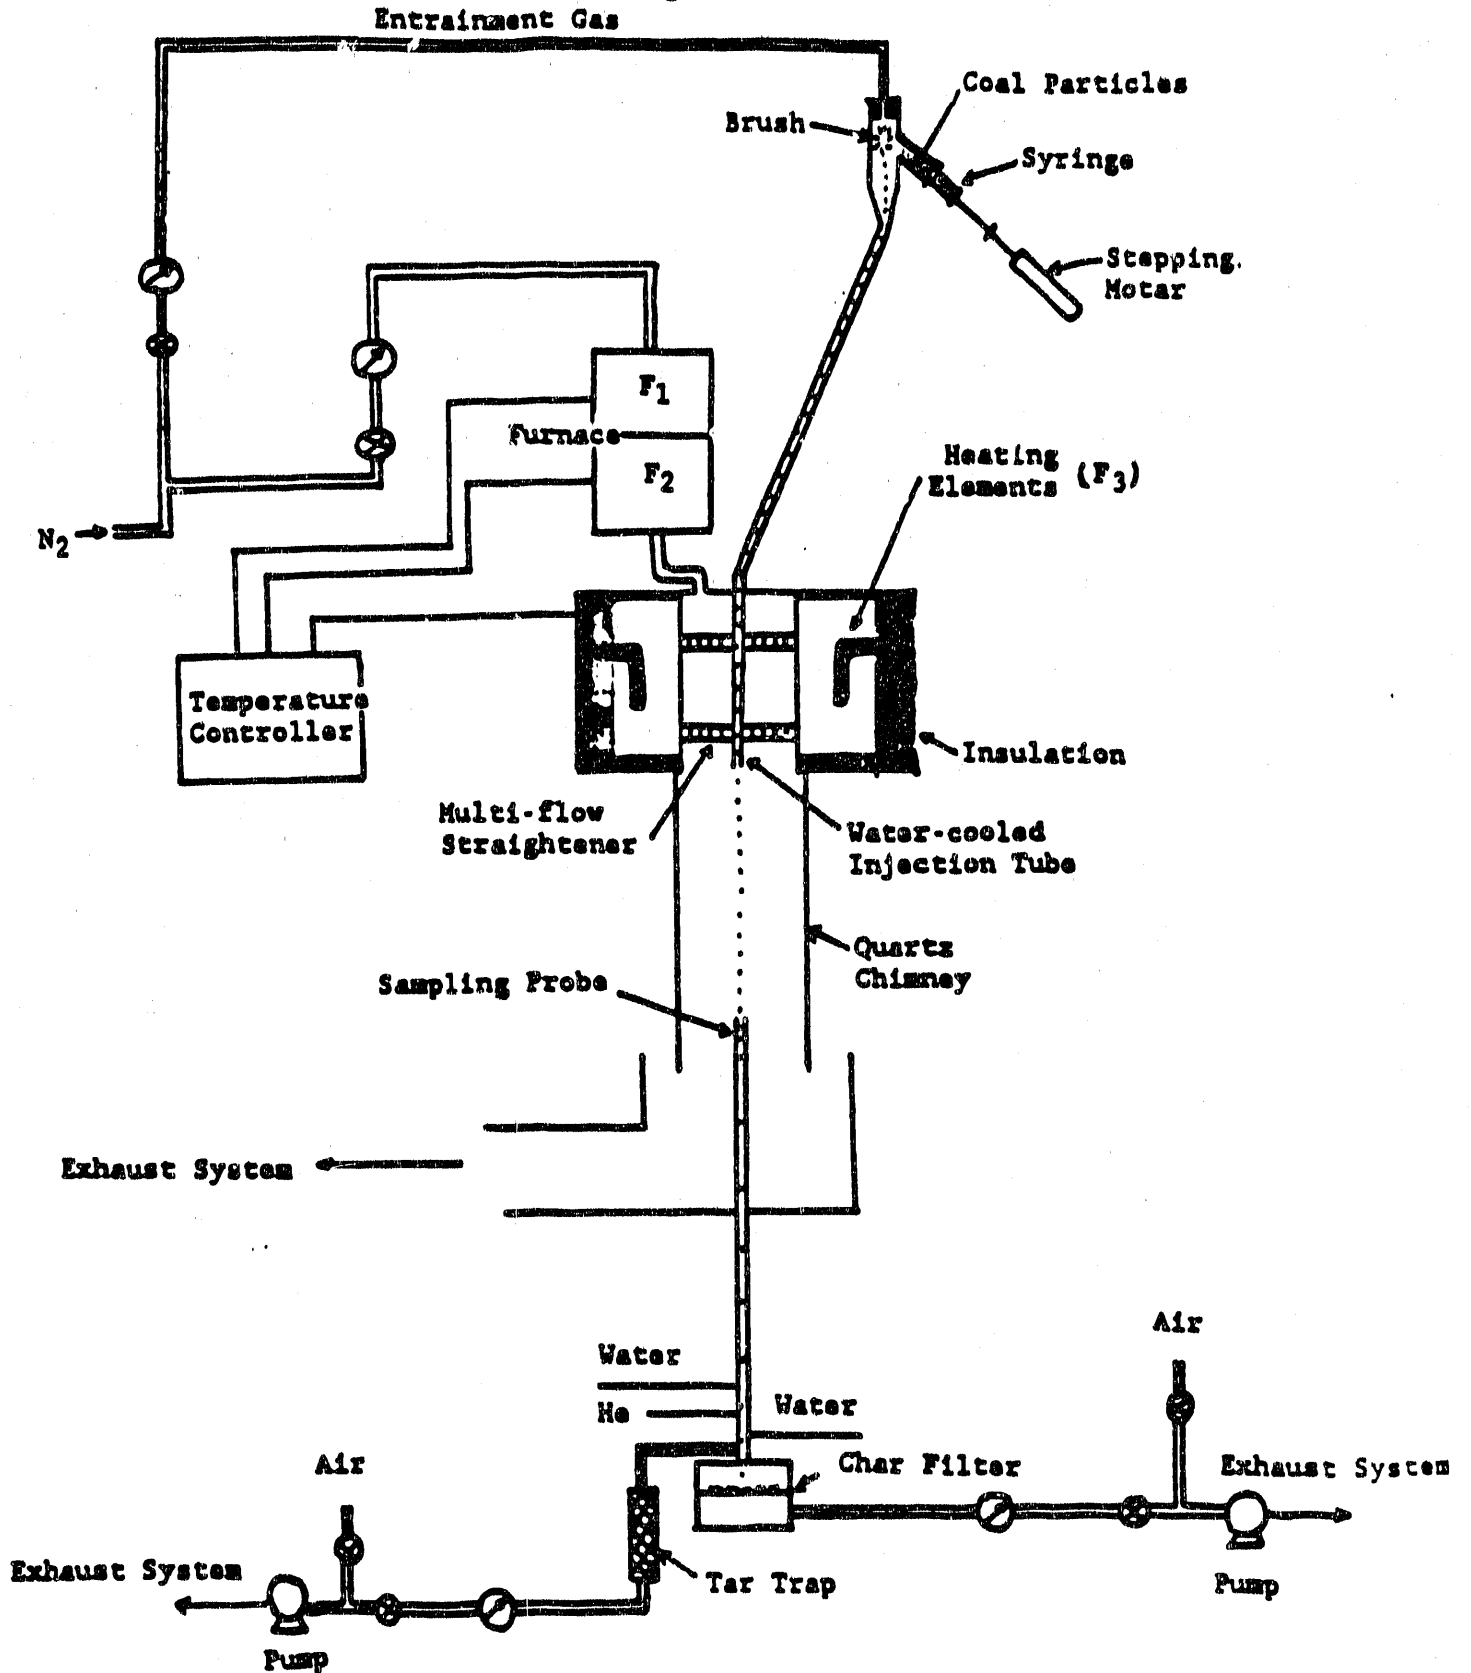 Entrainment Gas
Coal Particles
Brush
Syringe
Stepping.
Motar
F1
Furnace
F2
Heating
Elements (F3)
N2
Temperature
Controller
Insulation
Multi-flow
Straightener
Water-cooled
Injection Tube
Quartz
Chimney
Sampling Probe
Exhaust System
Air
Water
He
Water
Air
Char Filter
Exhaust System
Exhaust System
Tar Trap
Pump
Pump